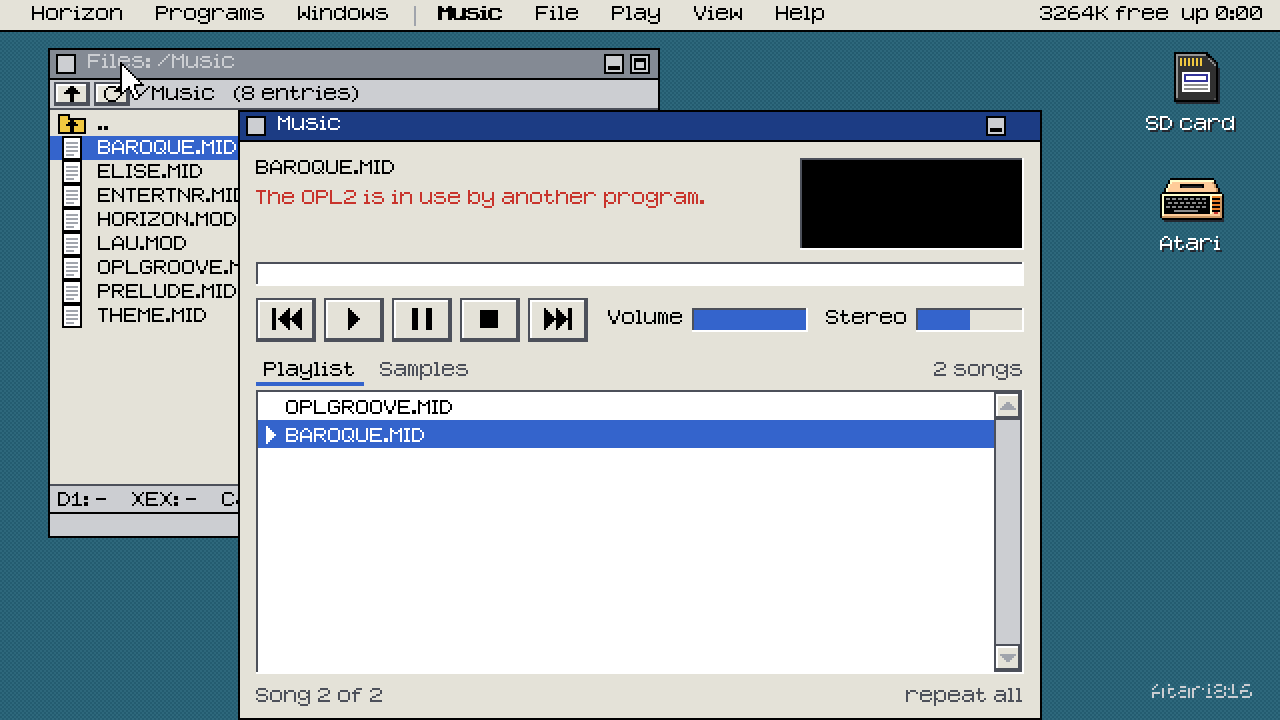 Horizon Programs Windows | Music File Play View Help 3264K free up 0:00
Files: /Music
/Music (8 entries)
..
BAROQUE.MID
ELISE.MID
ENTERTNR.MID
HORIZON.MOD
LAU.MOD
OPLGROOVE.M
PRELUDE.MID
THEME.MID
D1: - XEX: -
Music
BAROQUE.MID
The OPL2 is in use by another program.
Volume Stereo
Playlist Samples 2 songs
OPLGROOVE.MID
BAROQUE.MID
Song 2 of 2 repeat all
SD card
Atari
Atari816